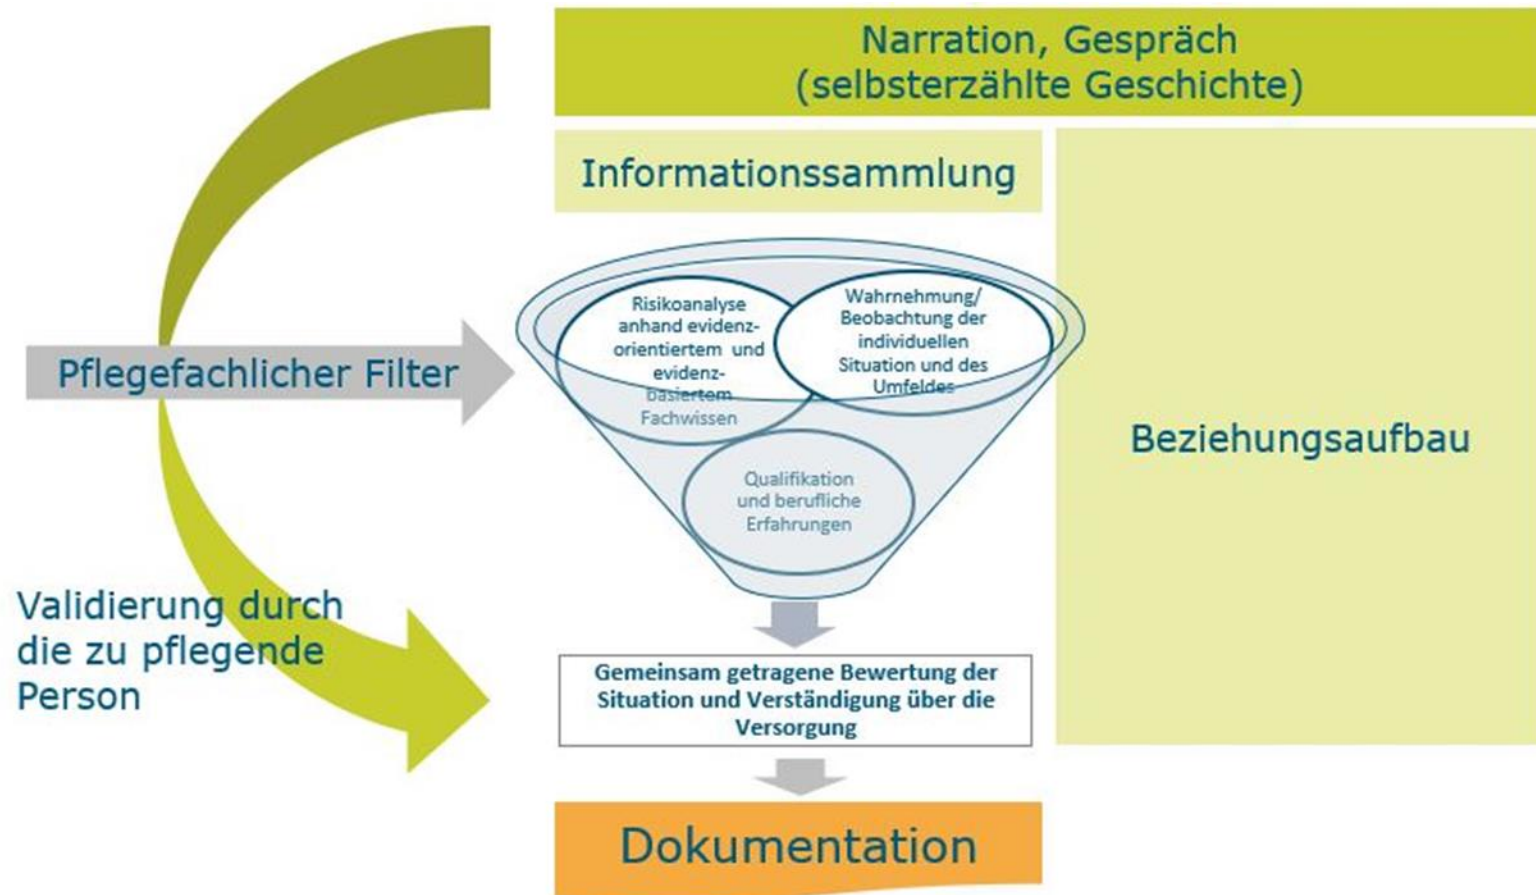 Narration, Gespräch
(selbsterzählte Geschichte)
Informationssammlung
Risikoanalyse
anhand evidenz-
orientiertem und
evidenz-
basiertem
Fachwissen
Wahrnehmung/
Beobachtung der
individuellen
Situation und des
Umfeldes
Pflegefachlicher Filter
Beziehungsaufbau
Qualifikation
und berufliche
Erfahrungen
Validierung durch
die zu pflegende
Person
Gemeinsam getragene Bewertung der
Situation und Verständigung über die
Versorgung
Dokumentation